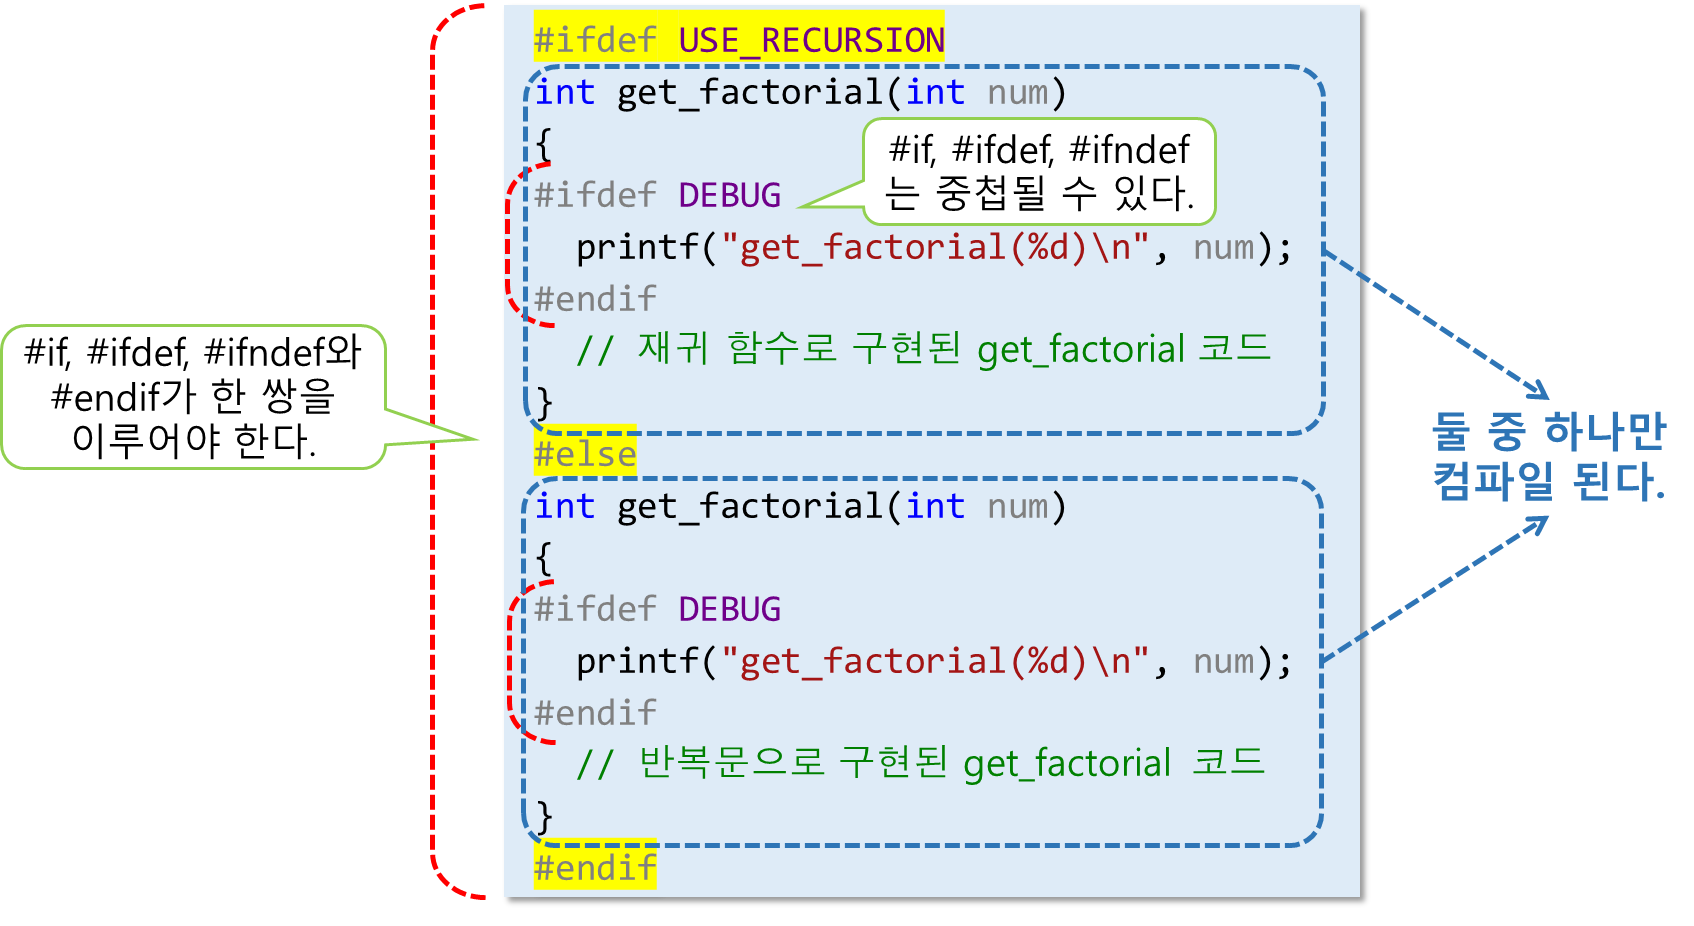 #ifdef USE_RECURSION
int get_factorial(int num)
{
#ifdef DEBUG
#if, #ifdef, #ifndef
는 중첩될 수 있다.
printf("get_factorial(%d)\n", num);
#endif
// 재귀 함수로 구현된 get_factorial 코드
}
#if, #ifdef, #ifndef와
#endif가 한 쌍을
이루어야 한다.
#else
둘 중 하나만
컴파일 된다.
int get_factorial(int num)
{
#ifdef DEBUG
printf("get_factorial(%d)\n", num);
#endif
// 반복문으로 구현된 get_factorial 코드
}
#endif